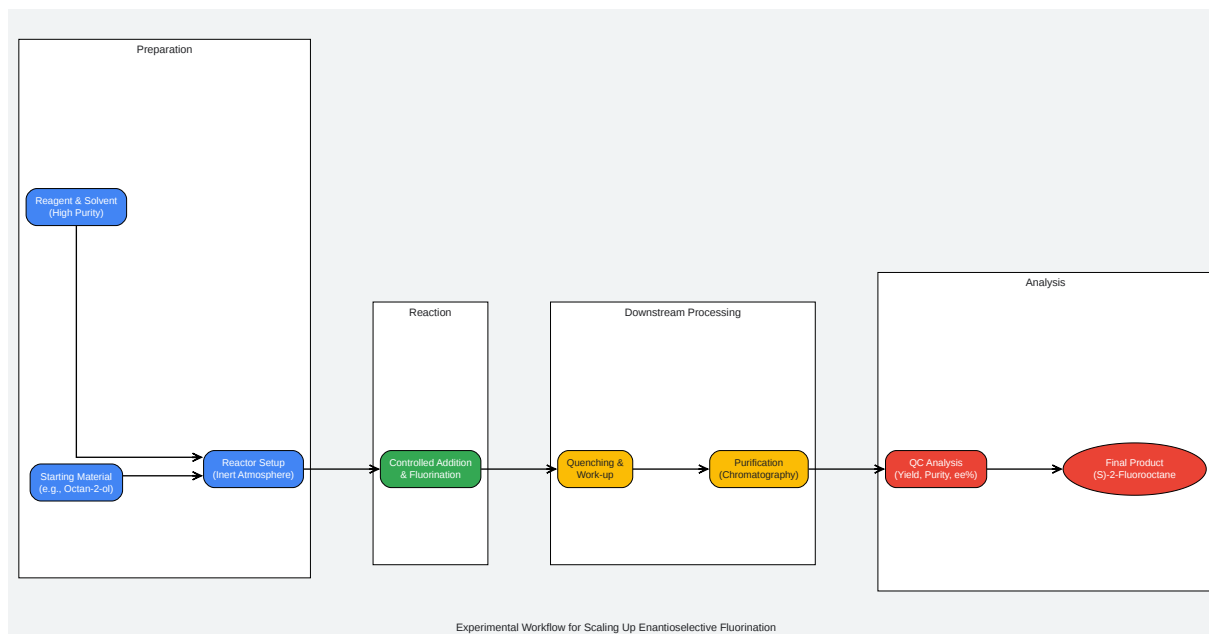 Preparation
Reagent & Solvent
(High Purity)
Starting Material
(e.g., Octan-2-ol)
Reactor Setup
(Inert Atmosphere)
Reaction
Controlled Addition
& Fluorination
Downstream Processing
Quenching &
Work-up
Purification
(Chromatography)
Analysis
QC Analysis
(Yield, Purity, ee%)
Final Product
(S)-2-Fluorooctane
Experimental Workflow for Scaling Up Enantioselective Fluorination